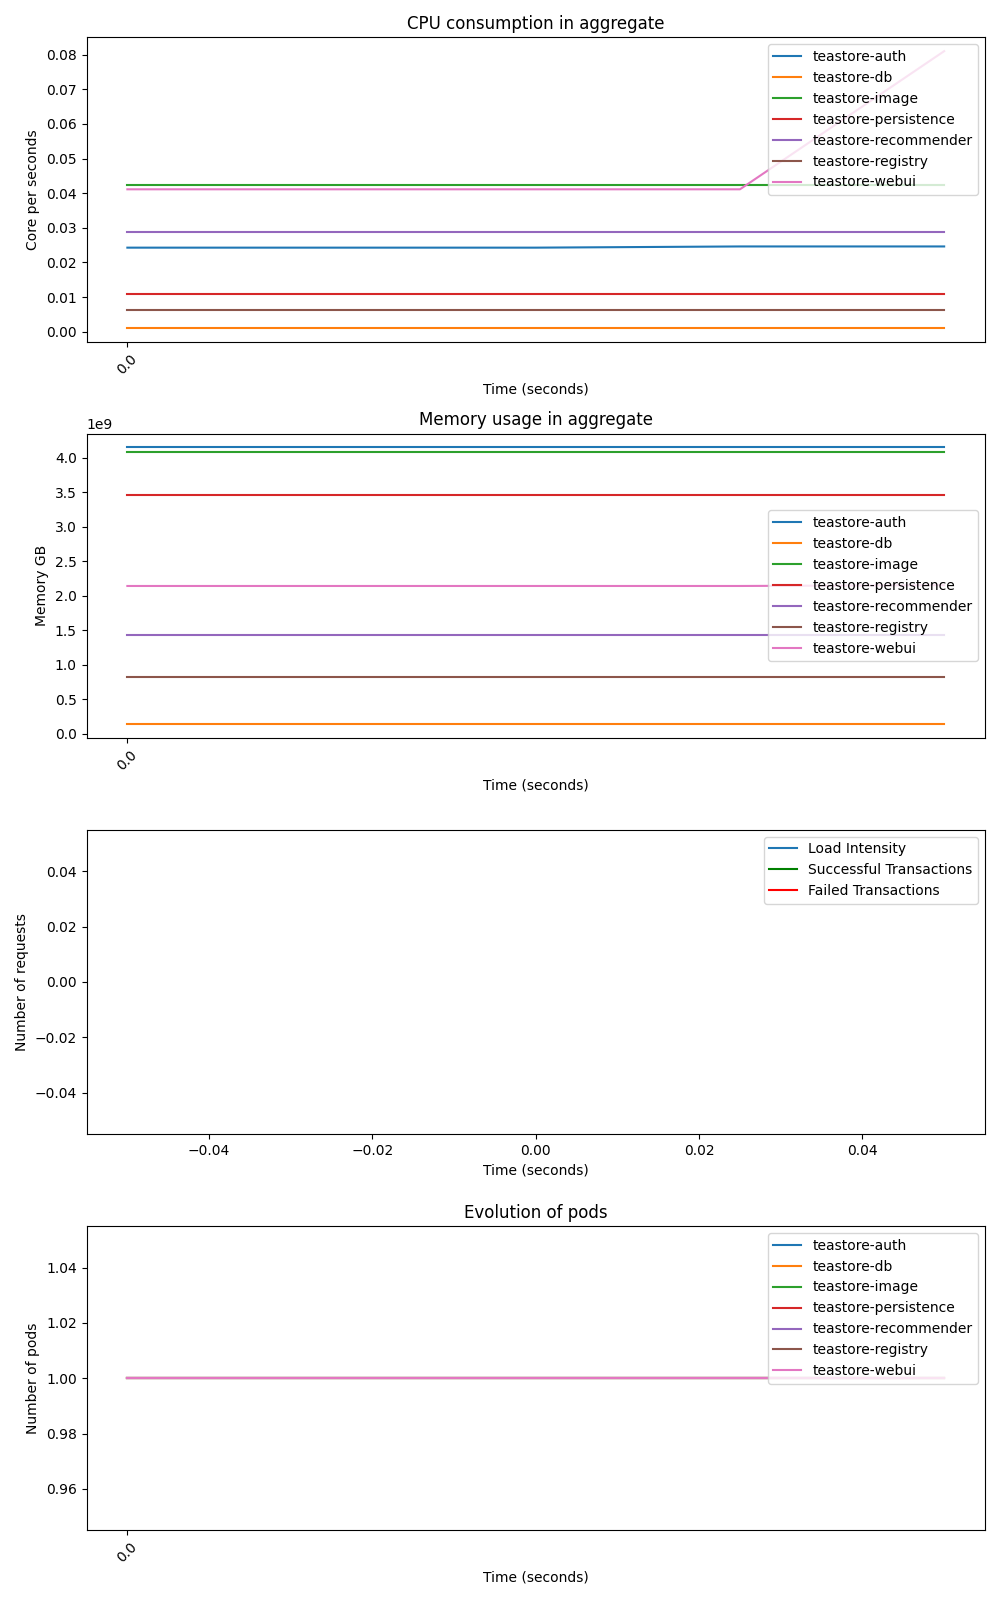 CPU consumption in aggregate
Core per seconds
0.08
0.07
0.06
0.05
0.04
0.03
0.02
0.01
0.00
teastore-auth
teastore-db
teastore-image
teastore-persistence
teastore-recommender
teastore-registry
teastore-webui
0.0
Time (seconds)
Memory usage in aggregate
1e9
Memory GB
4.0
3.5
3.0
2.5
2.0
1.5
1.0
0.5
0.0
teastore-auth
teastore-db
teastore-image
teastore-persistence
teastore-recommender
teastore-registry
teastore-webui
0.0
Time (seconds)
Number of requests
0.04
0.02
0.00
−0.02
−0.04
Load Intensity
Successful Transactions
Failed Transactions
−0.04 −0.02 0.00 0.02 0.04
Time (seconds)
Evolution of pods
Number of pods
1.04
1.02
1.00
0.98
0.96
teastore-auth
teastore-db
teastore-image
teastore-persistence
teastore-recommender
teastore-registry
teastore-webui
0.0
Time (seconds)